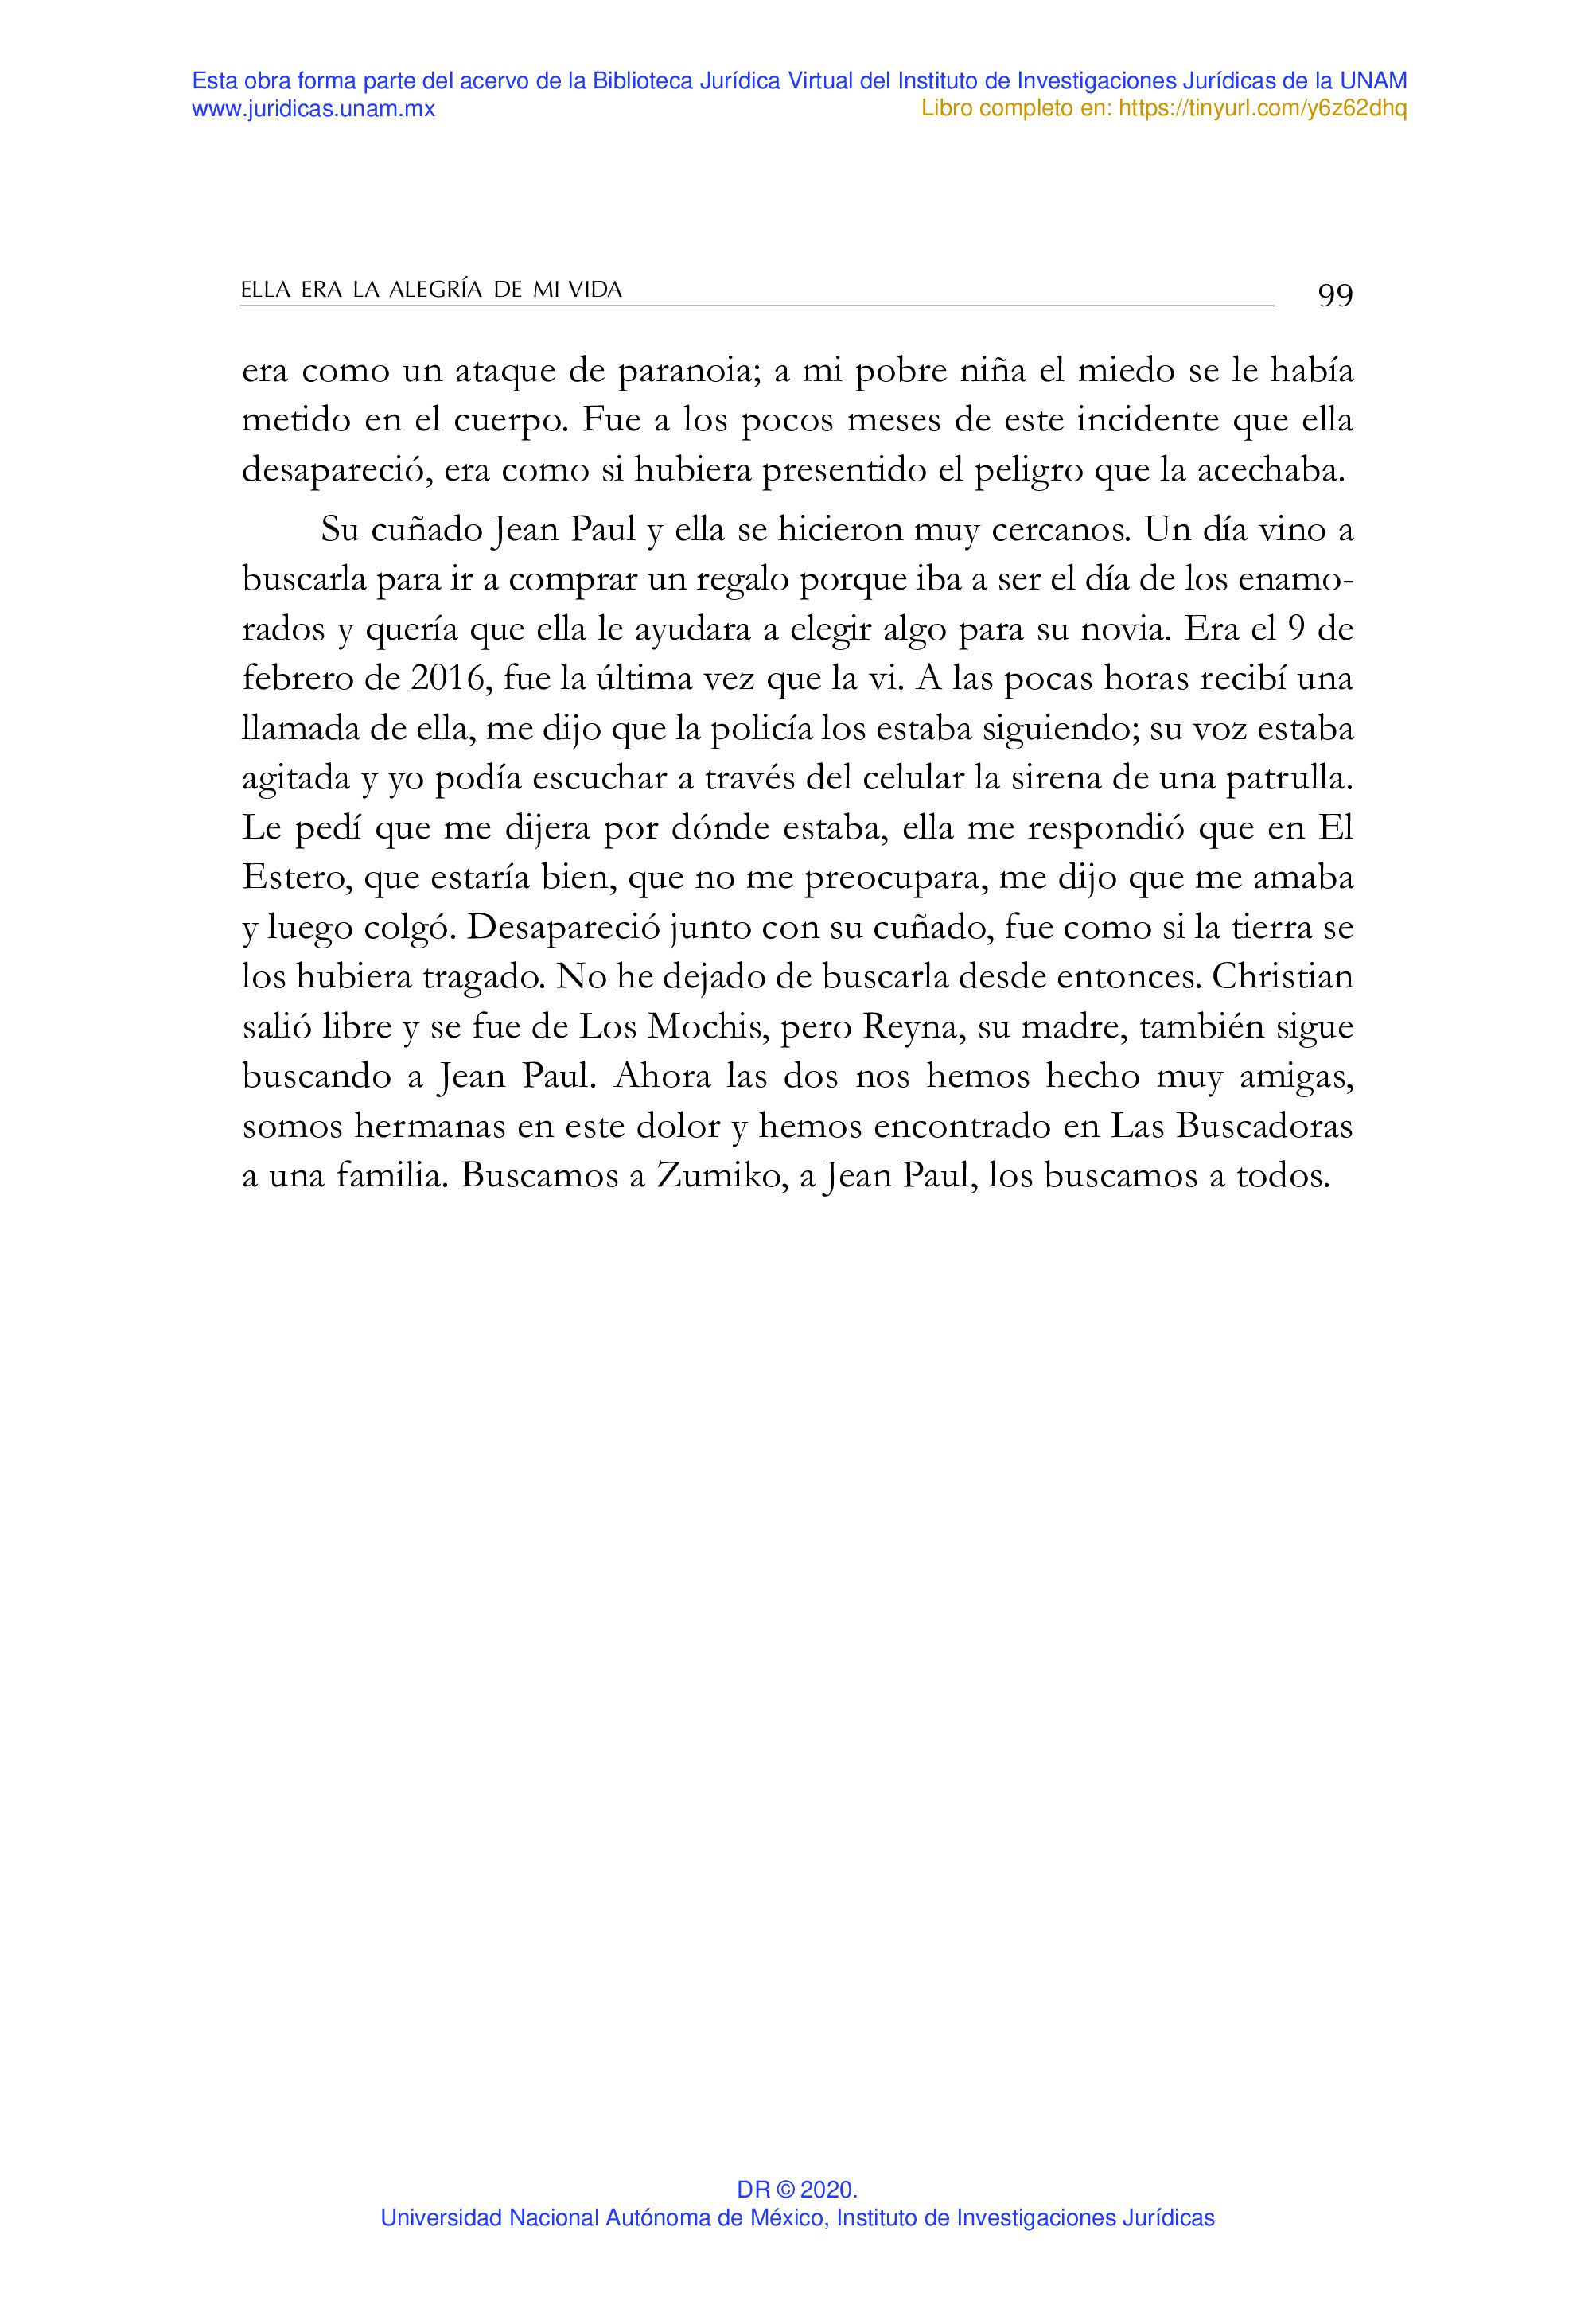 Esta obra forma parte del acervo de la Biblioteca Jurídica Virtual del Instituto de Investigaciones Jurídicas de la UNAM
www.juridicas.unam.mx
Libro completo en: https://tinyurl.com/y6z62dhq
ELLA ERA LA ALEGRÍA DE MI VIDA
99
era como un ataque de paranoia; a mi pobre niña el miedo se le había
metido en el cuerpo. Fue a los pocos meses de este incidente que ella
desapareció, era como si hubiera presentido el peligro que la acechaba.
Su cuñado Jean Paul y ella se hicieron muy cercanos. Un día vino a
buscarla para ir a comprar un regalo porque iba a ser el día de los enamo-
rados y quería que ella le ayudara a elegir algo para su novia. Era el 9 de
febrero de 2016, fue la última vez que la vi. A las pocas horas recibí una
llamada de ella, me dijo que la policía los estaba siguiendo; su voz estaba
agitada y yo podía escuchar a través del celular la sirena de una patrulla.
Le pedí que me dijera por dónde estaba, ella me respondió que en El
Estero, que estaría bien, que no me preocupara, me dijo que me amaba
y luego colgó. Desapareció junto con su cuñado, fue como si la tierra se
los hubiera tragado. No he dejado de buscarla desde entonces. Christian
salió libre y se fue de Los Mochis, pero Reyna, su madre, también sigue
buscando a Jean Paul. Ahora las dos nos hemos hecho muy amigas,
somos hermanas en este dolor y hemos encontrado en Las Buscadoras
a una familia. Buscamos a Zumiko, a Jean Paul, los buscamos a todos.
DR © 2020.
Universidad Nacional Autónoma de México, Instituto de Investigaciones Jurídicas